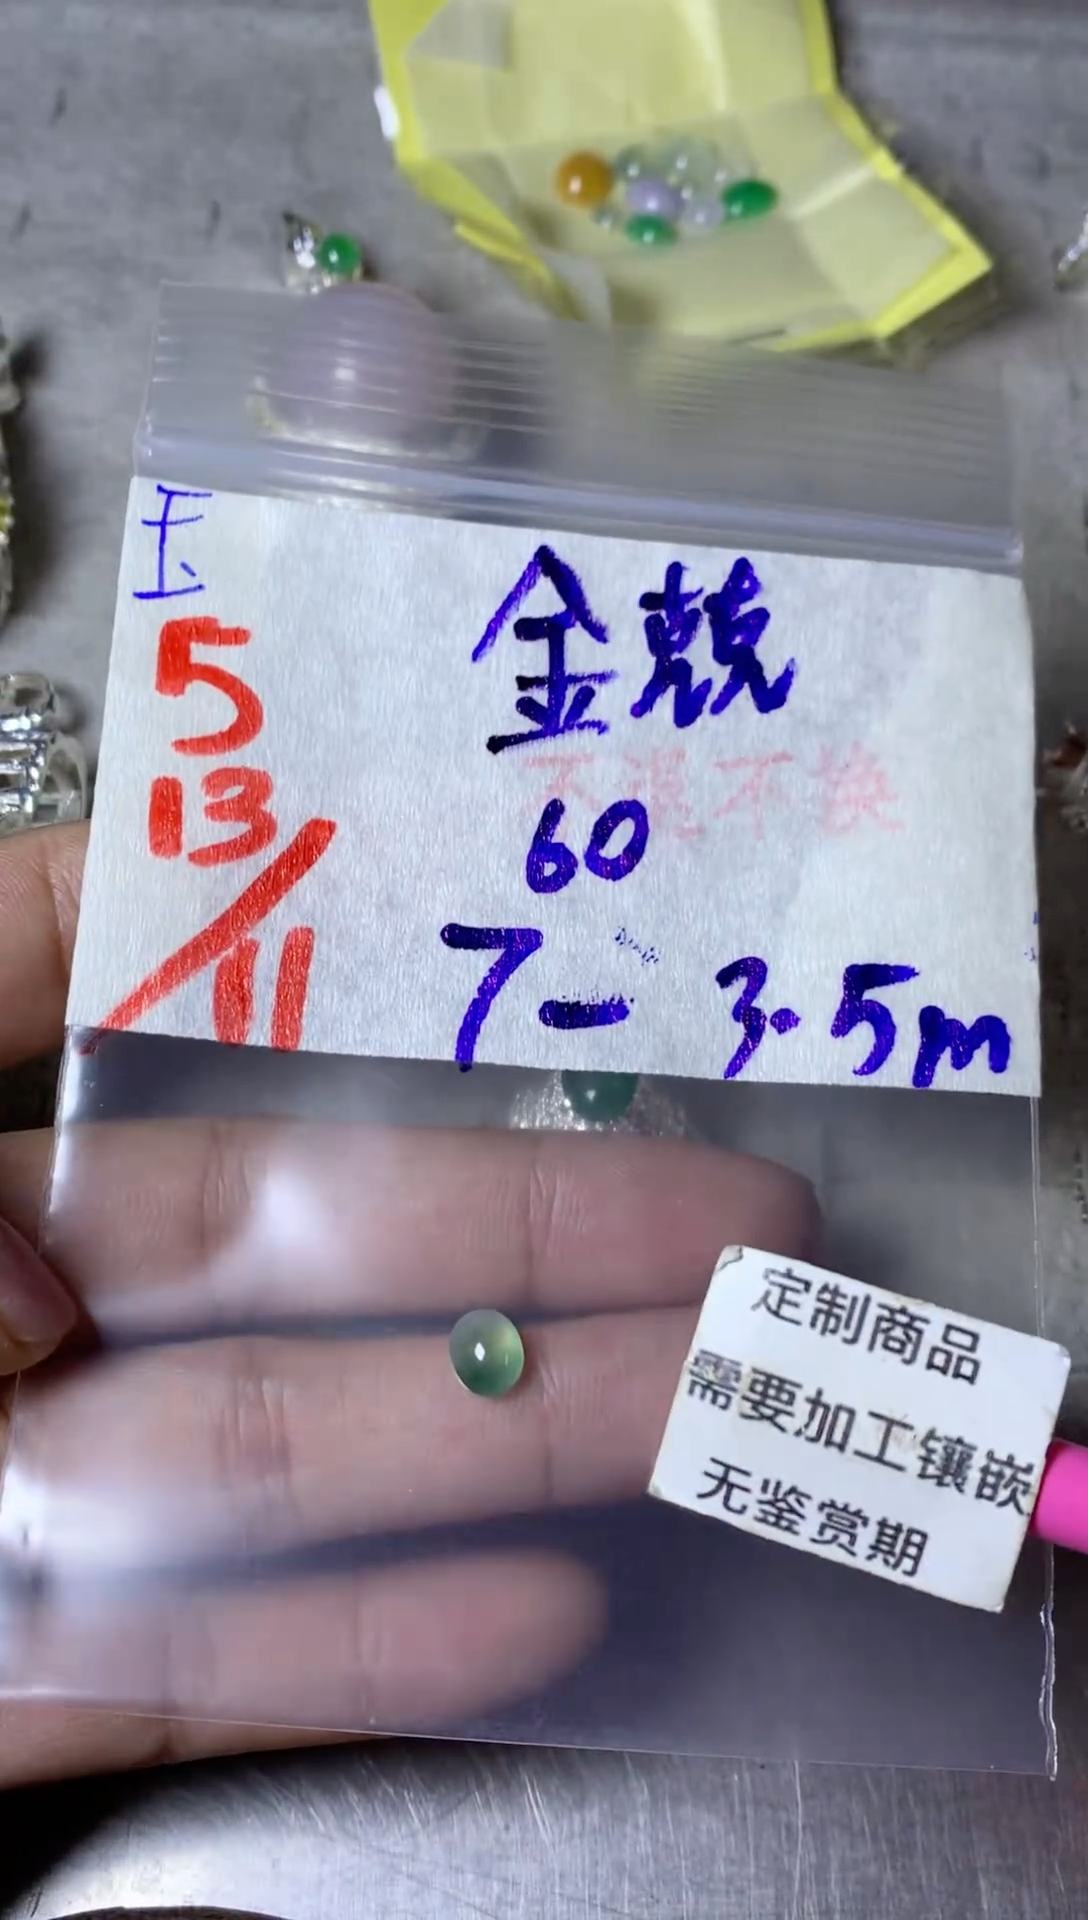 玉
5
13/11
金兢
不退不换
60
7-3.5m
定制商品
需要加工镶嵌
无鉴赏期